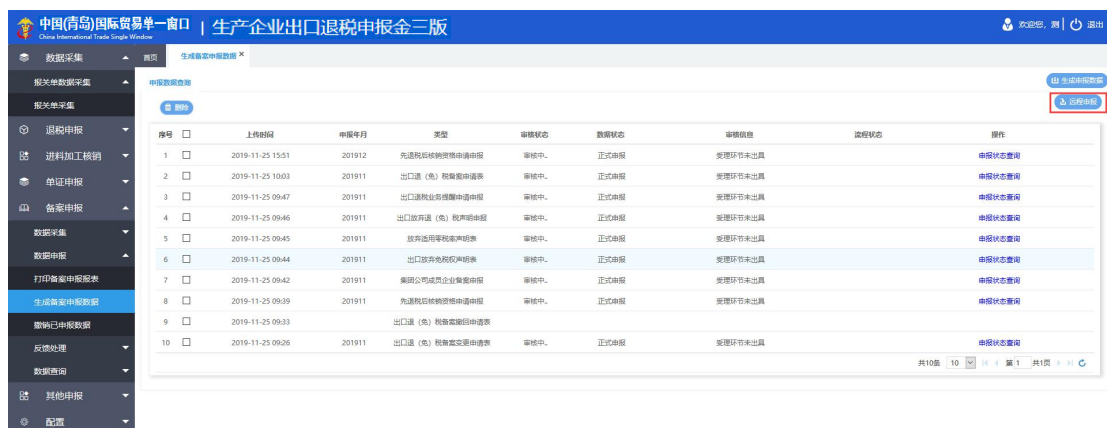 中国(青岛)国际贸易单一窗口 | 生产企业出口退税申报金三版
China International Trade Single Window
欢迎您, 测 | 退出
数据采集
报关单数据采集
报关单采集
退税申报
进料加工核销
单证申报
备案申报
数据采集
数据申报
打印备案申报报表
生成备案申报数据
撤销已申报数据
反馈处理
数据查询
其他申报
配置
首页 生成备案申报数据 ×
申报数据查询
生成申报数据
删除
远程申报
序号 上传时间 申报年月 类型 审核状态 数据状态 审核信息 流程状态 操作
1 2019-11-25 15:51 201912 先退税后核销资格申请申报 审核中。 正式申报 受理环节未出具 申报状态查询
2 2019-11-25 10:03 201911 出口退(免)税备案申请表 审核中。 正式申报 受理环节未出具 申报状态查询
3 2019-11-25 09:47 201911 出口退税业务提醒申请申报 审核中。 正式申报 受理环节未出具 申报状态查询
4 2019-11-25 09:46 201911 出口放弃退(免)税声明申报 审核中。 正式申报 受理环节未出具 申报状态查询
5 2019-11-25 09:45 201911 放弃适用零税率声明表 审核中。 正式申报 受理环节未出具 申报状态查询
6 2019-11-25 09:44 201911 出口放弃免税权声明表 审核中。 正式申报 受理环节未出具 申报状态查询
7 2019-11-25 09:42 201911 集团公司成员企业备案申报 审核中。 正式申报 受理环节未出具 申报状态查询
8 2019-11-25 09:39 201911 先退税后核销资格申请申报 审核中。 正式申报 受理环节未出具 申报状态查询
9 2019-11-25 09:33 出口退(免)税备案撤回申请表
10 2019-11-25 09:26 201911 出口退(免)税备案变更申请表 审核中。 正式申报 受理环节未出具 申报状态查询
共10条 10 第 1 共1页